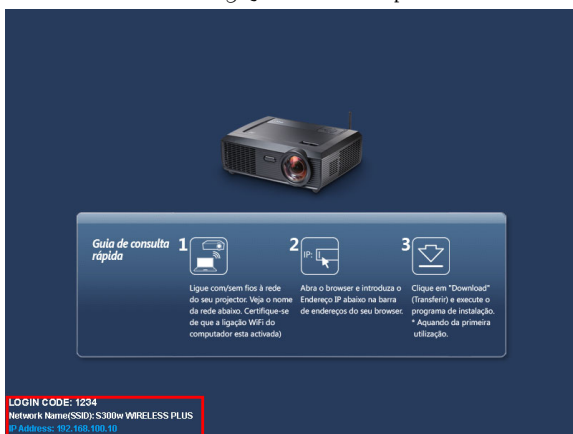 Guia de consulta
rápida
1
Ligue com/sem fios à rede
do seu projector. Veja o nome
da rede abaixo. Certifique-se
de que a ligação WiFi do
computador esta activada)
2
IP:
Abra o browser e introduza o
Endereço IP abaixo na barra
de endereços do seu browser.
3
Clique em "Download"
(Transferir) e execute o
programa de instalação.
* Aquando da primeira
utilização.
LOGIN CODE: 1234
Network Name(SSID): S300w WIRELESS PLUS
IP Address: 192.168.100.10